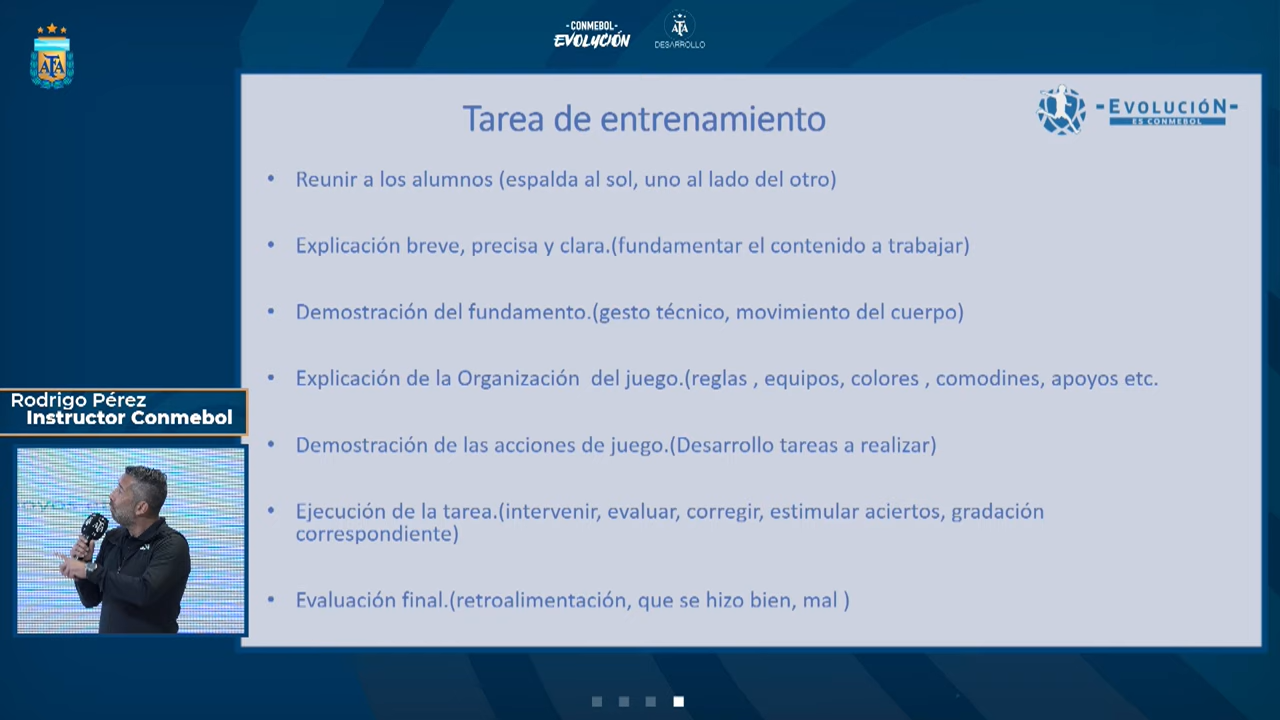 -CONMEBOL-
EVOLUCIÓN
AFA
DESARROLLO
AFA
Tarea de entrenamiento
-EVOLUCIÓN-
ES CONMEBOL
• Reunir a los alumnos (espalda al sol, uno al lado del otro)
• Explicación breve, precisa y clara.(fundamentar el contenido a trabajar)
• Demostración del fundamento.(gesto técnico, movimiento del cuerpo)
• Explicación de la Organización  del juego.(reglas , equipos, colores , comodines, apoyos etc.
• Demostración de las acciones de juego.(Desarrollo tareas a realizar)
• Ejecución de la tarea.(intervenir, evaluar, corregir, estimular aciertos, gradación
correspondiente)
• Evaluación final.(retroalimentación, que se hizo bien, mal )
Rodrigo Pérez
Instructor Conmebol